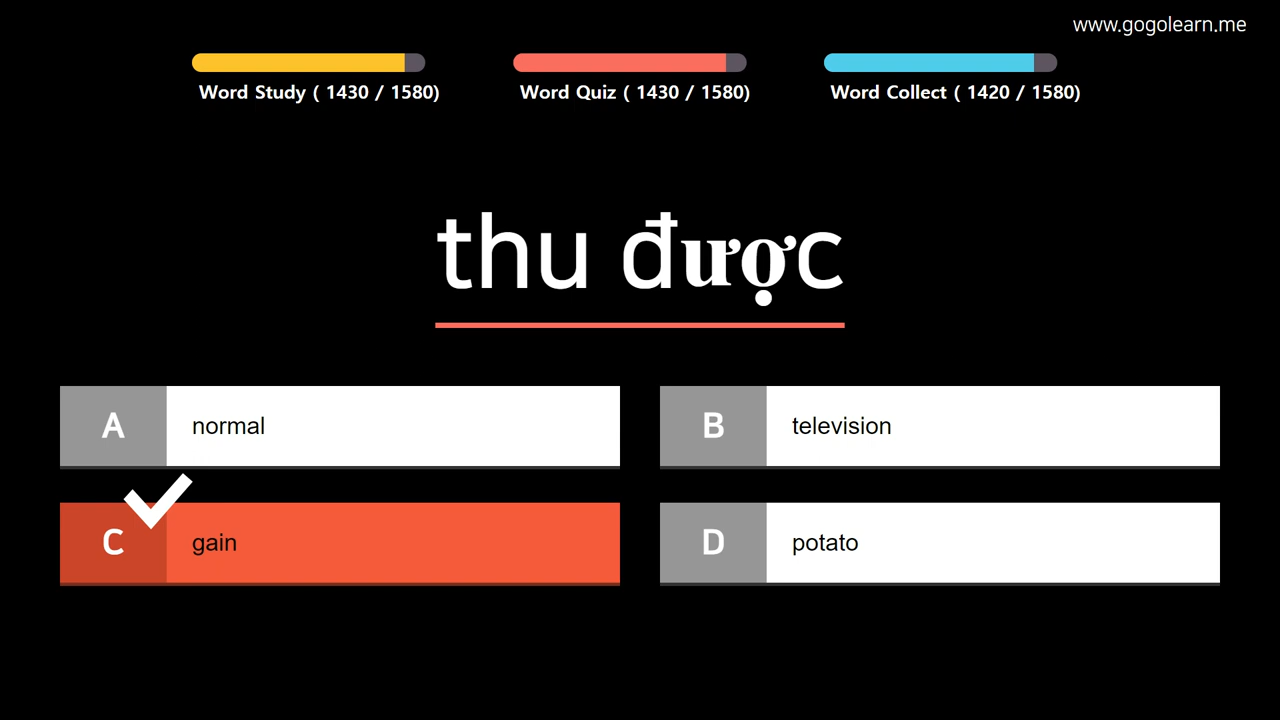 www.gogolearn.me
Word Study ( 1430 / 1580)
Word Quiz ( 1430 / 1580)
Word Collect ( 1420 / 1580)
thu được
A normal
B television
C gain
D potato